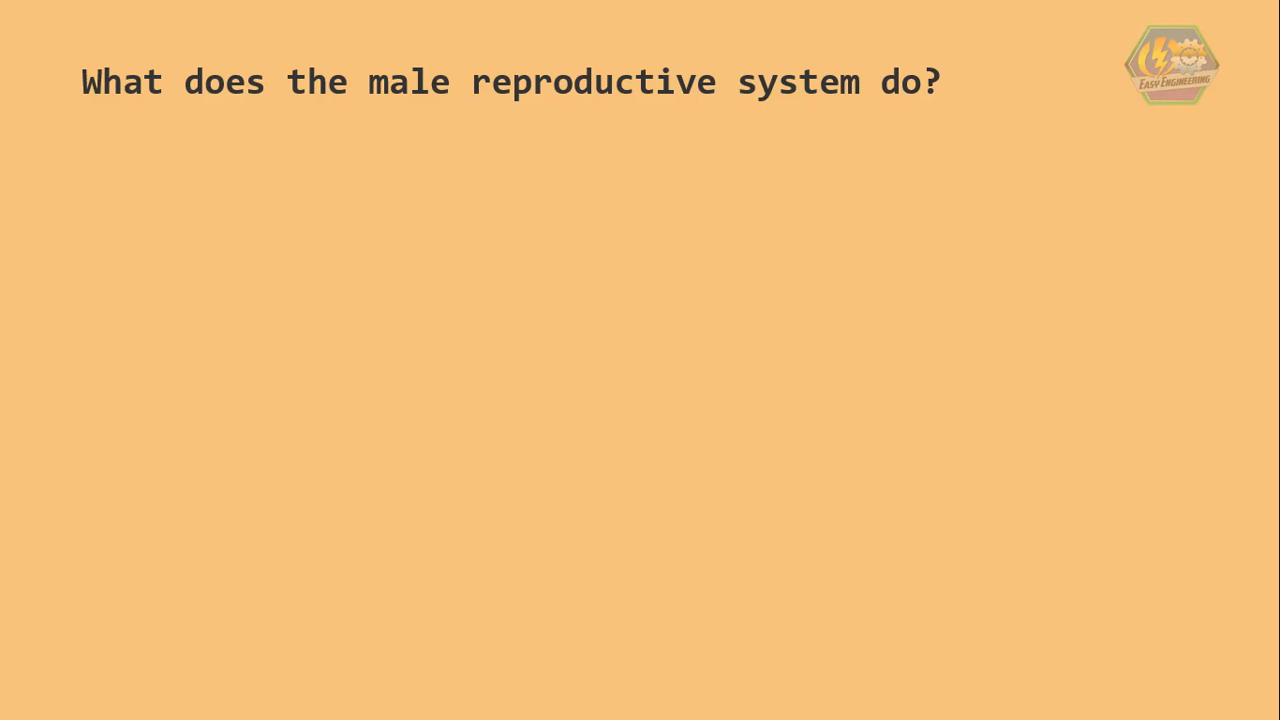 What does the male reproductive system do?
EASY ENGINEERING